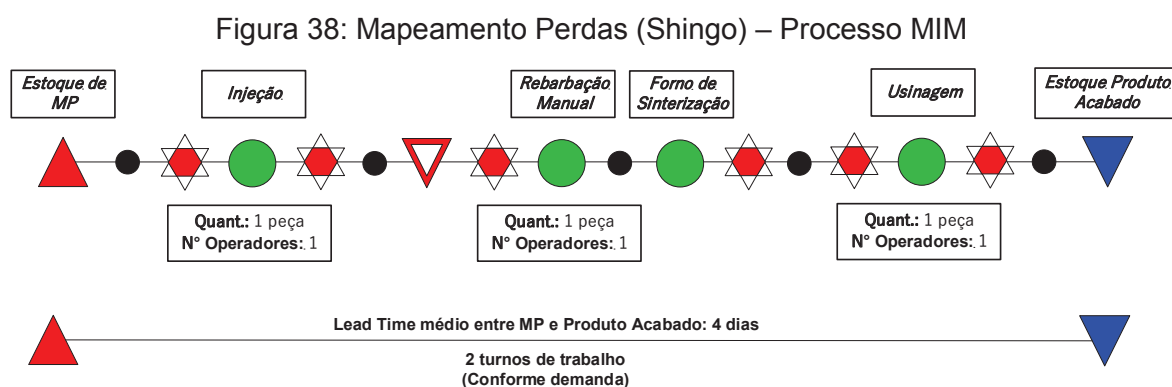 Figura 38: Mapeamento Perdas (Shingo) – Processo MIM
Estoque de
MP
Injeção
Rebarbação
Manual
Forno de
Sinterização
Usinagem
Estoque Produto
Acabado
Quant.: 1 peça
N° Operadores: 1
Quant.: 1 peça
N° Operadores: 1
Quant.: 1 peça
N° Operadores: 1
Lead Time médio entre MP e Produto Acabado: 4 dias
2 turnos de trabalho
(Conforme demanda)